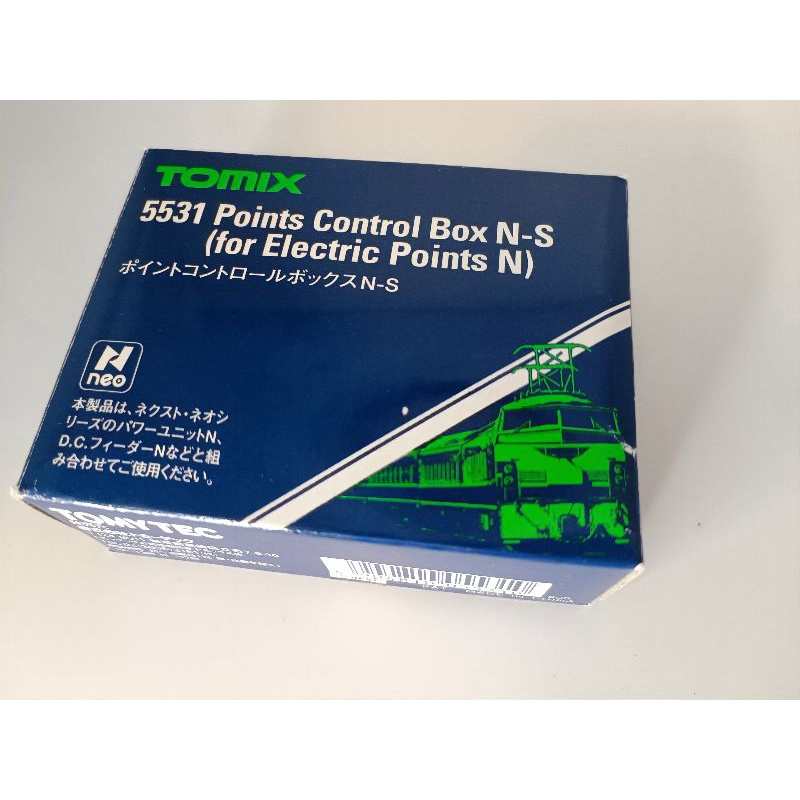 TOMIX
5531 Points Control Box N-S
(for Electric Points N)
ポイントコントロールボックスN-S
N
neo
本製品は、ネクスト・ネオシ
リーズのパワーユニットN、
D.C.フィーダーNなどと組
み合わせてご使用ください。
TOMYTEC